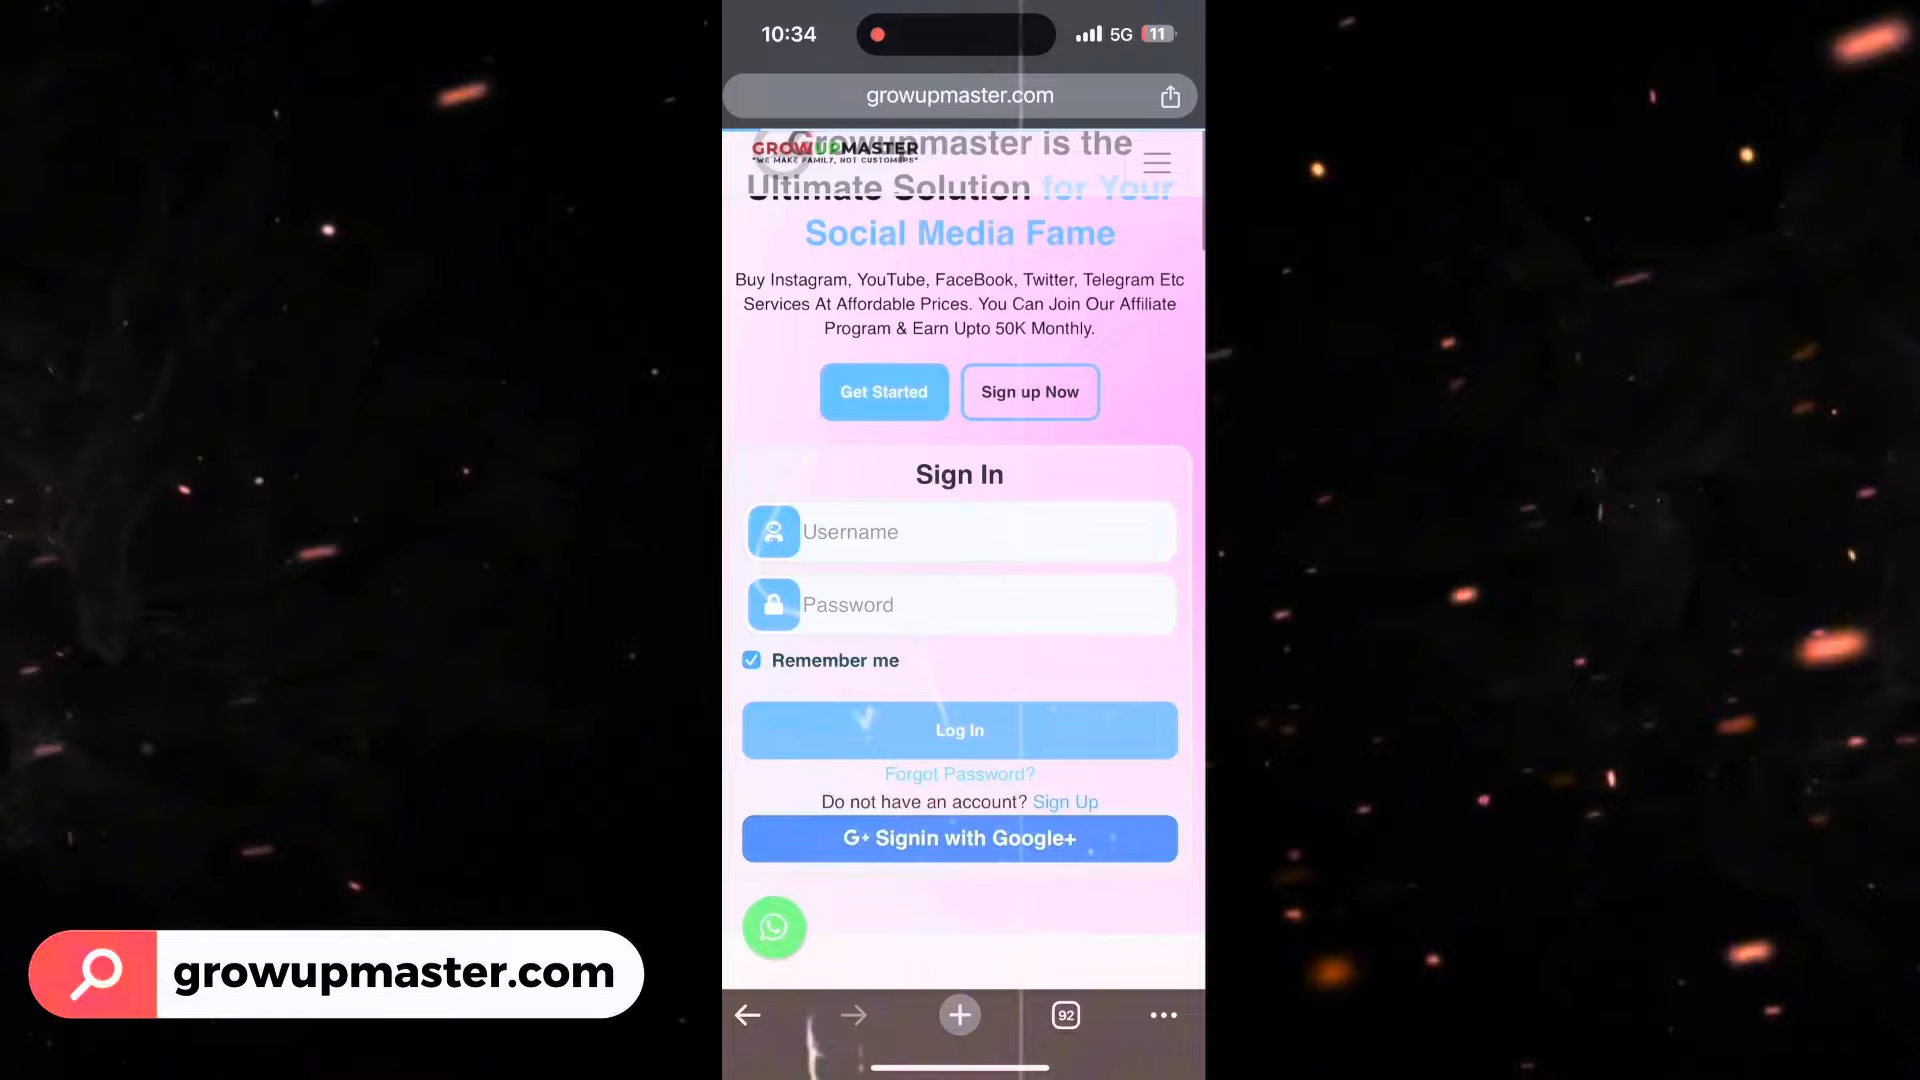 10:34
5G
11
growupmaster.com
GROWUPMASTER
"WE MAKE FAMILY, NOT CUSTOMERS"
Growupmaster is the
Ultimate Solution for Your
Social Media Fame
Buy Instagram, YouTube, FaceBook, Twitter, Telegram Etc
Services At Affordable Prices. You Can Join Our Affiliate
Program & Earn Upto 50K Monthly.
Get Started
Sign up Now
Sign In
Username
Password
Remember me
Log In
Forgot Password?
Do not have an account? Sign Up
G+ Signin with Google+
growupmaster.com
92